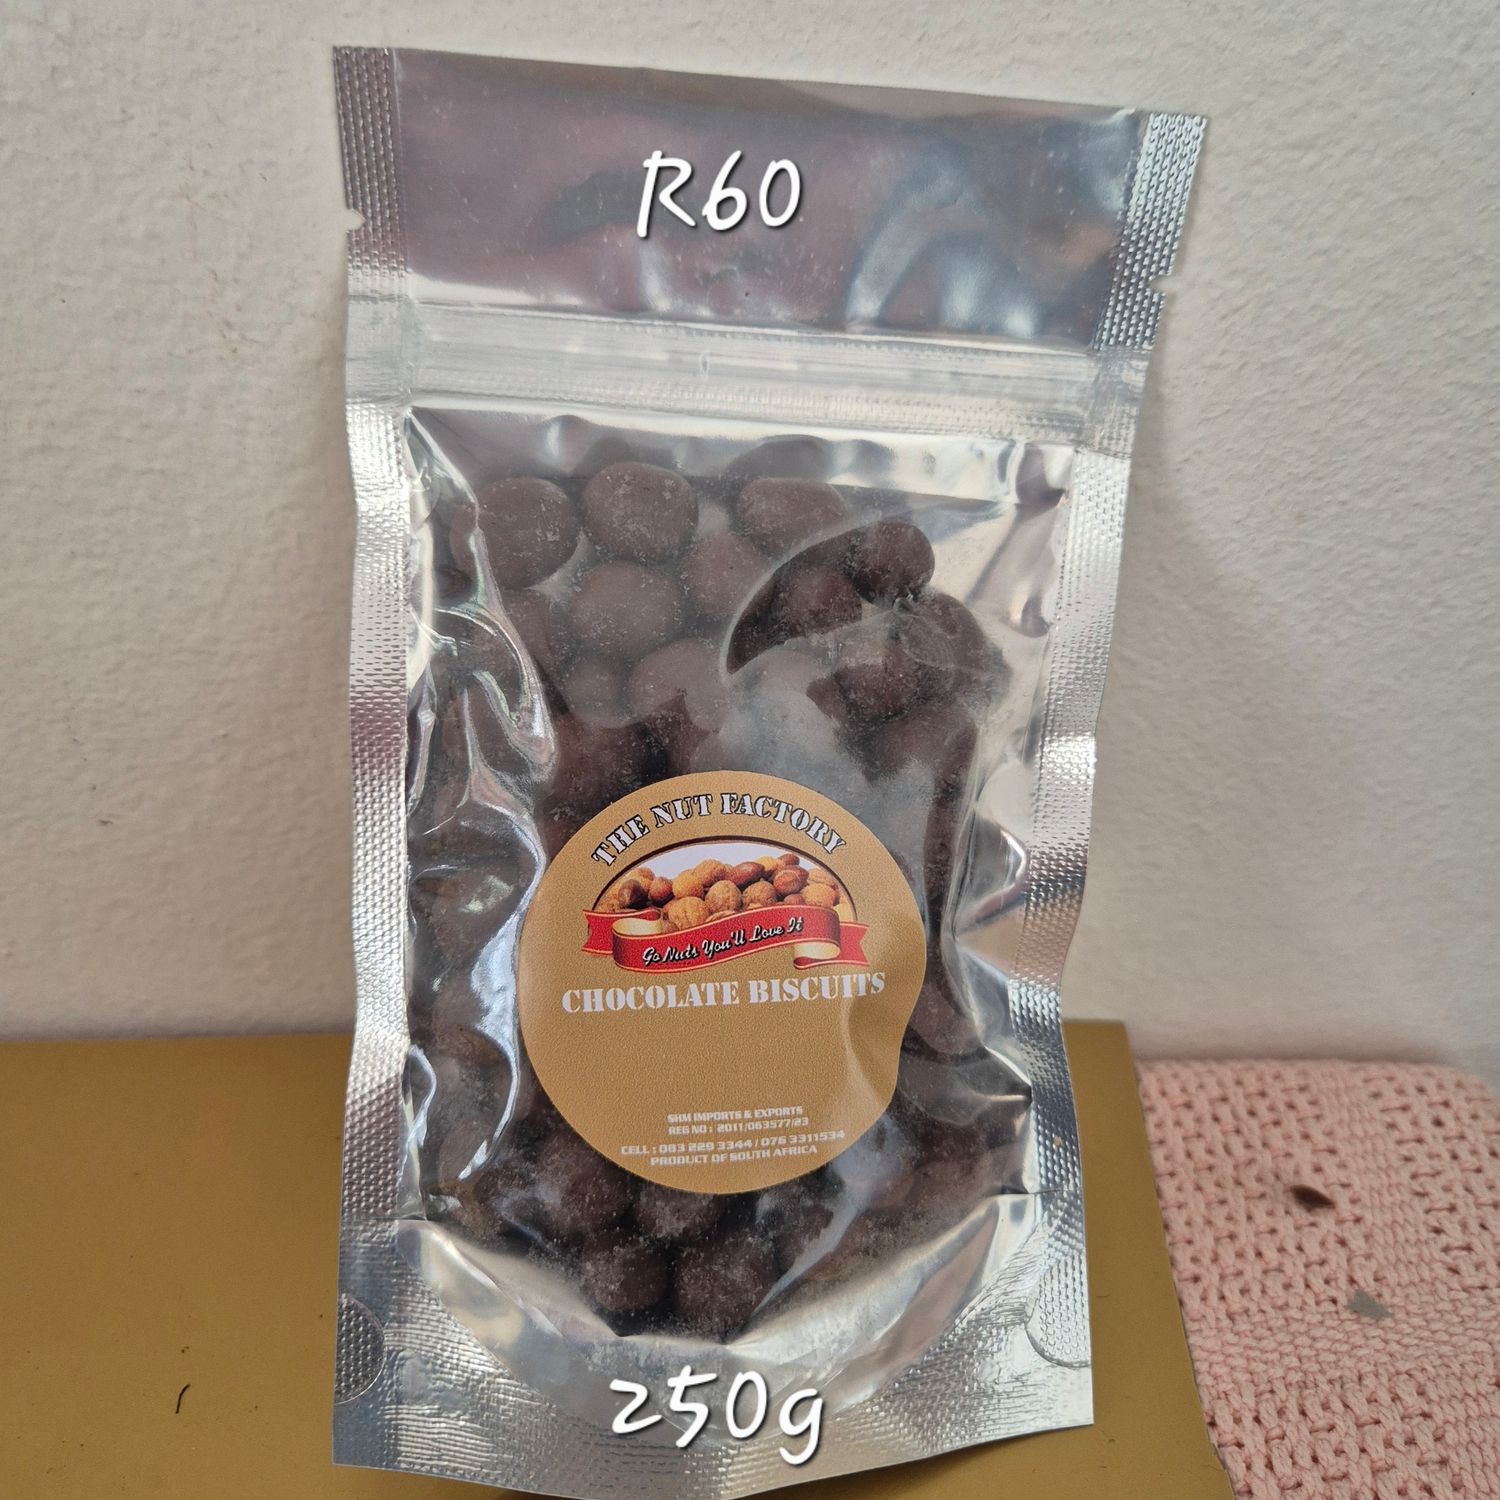 R60
THE NUT FACTORY
Go Nuts You'll Love It
CHOCOLATE BISCUITS
SHM IMPORTS & EXPORTS
REG NO : 2011/063577/23
CELL : 083 229 3344 / 076 3311534
PRODUCT OF SOUTH AFRICA
250g